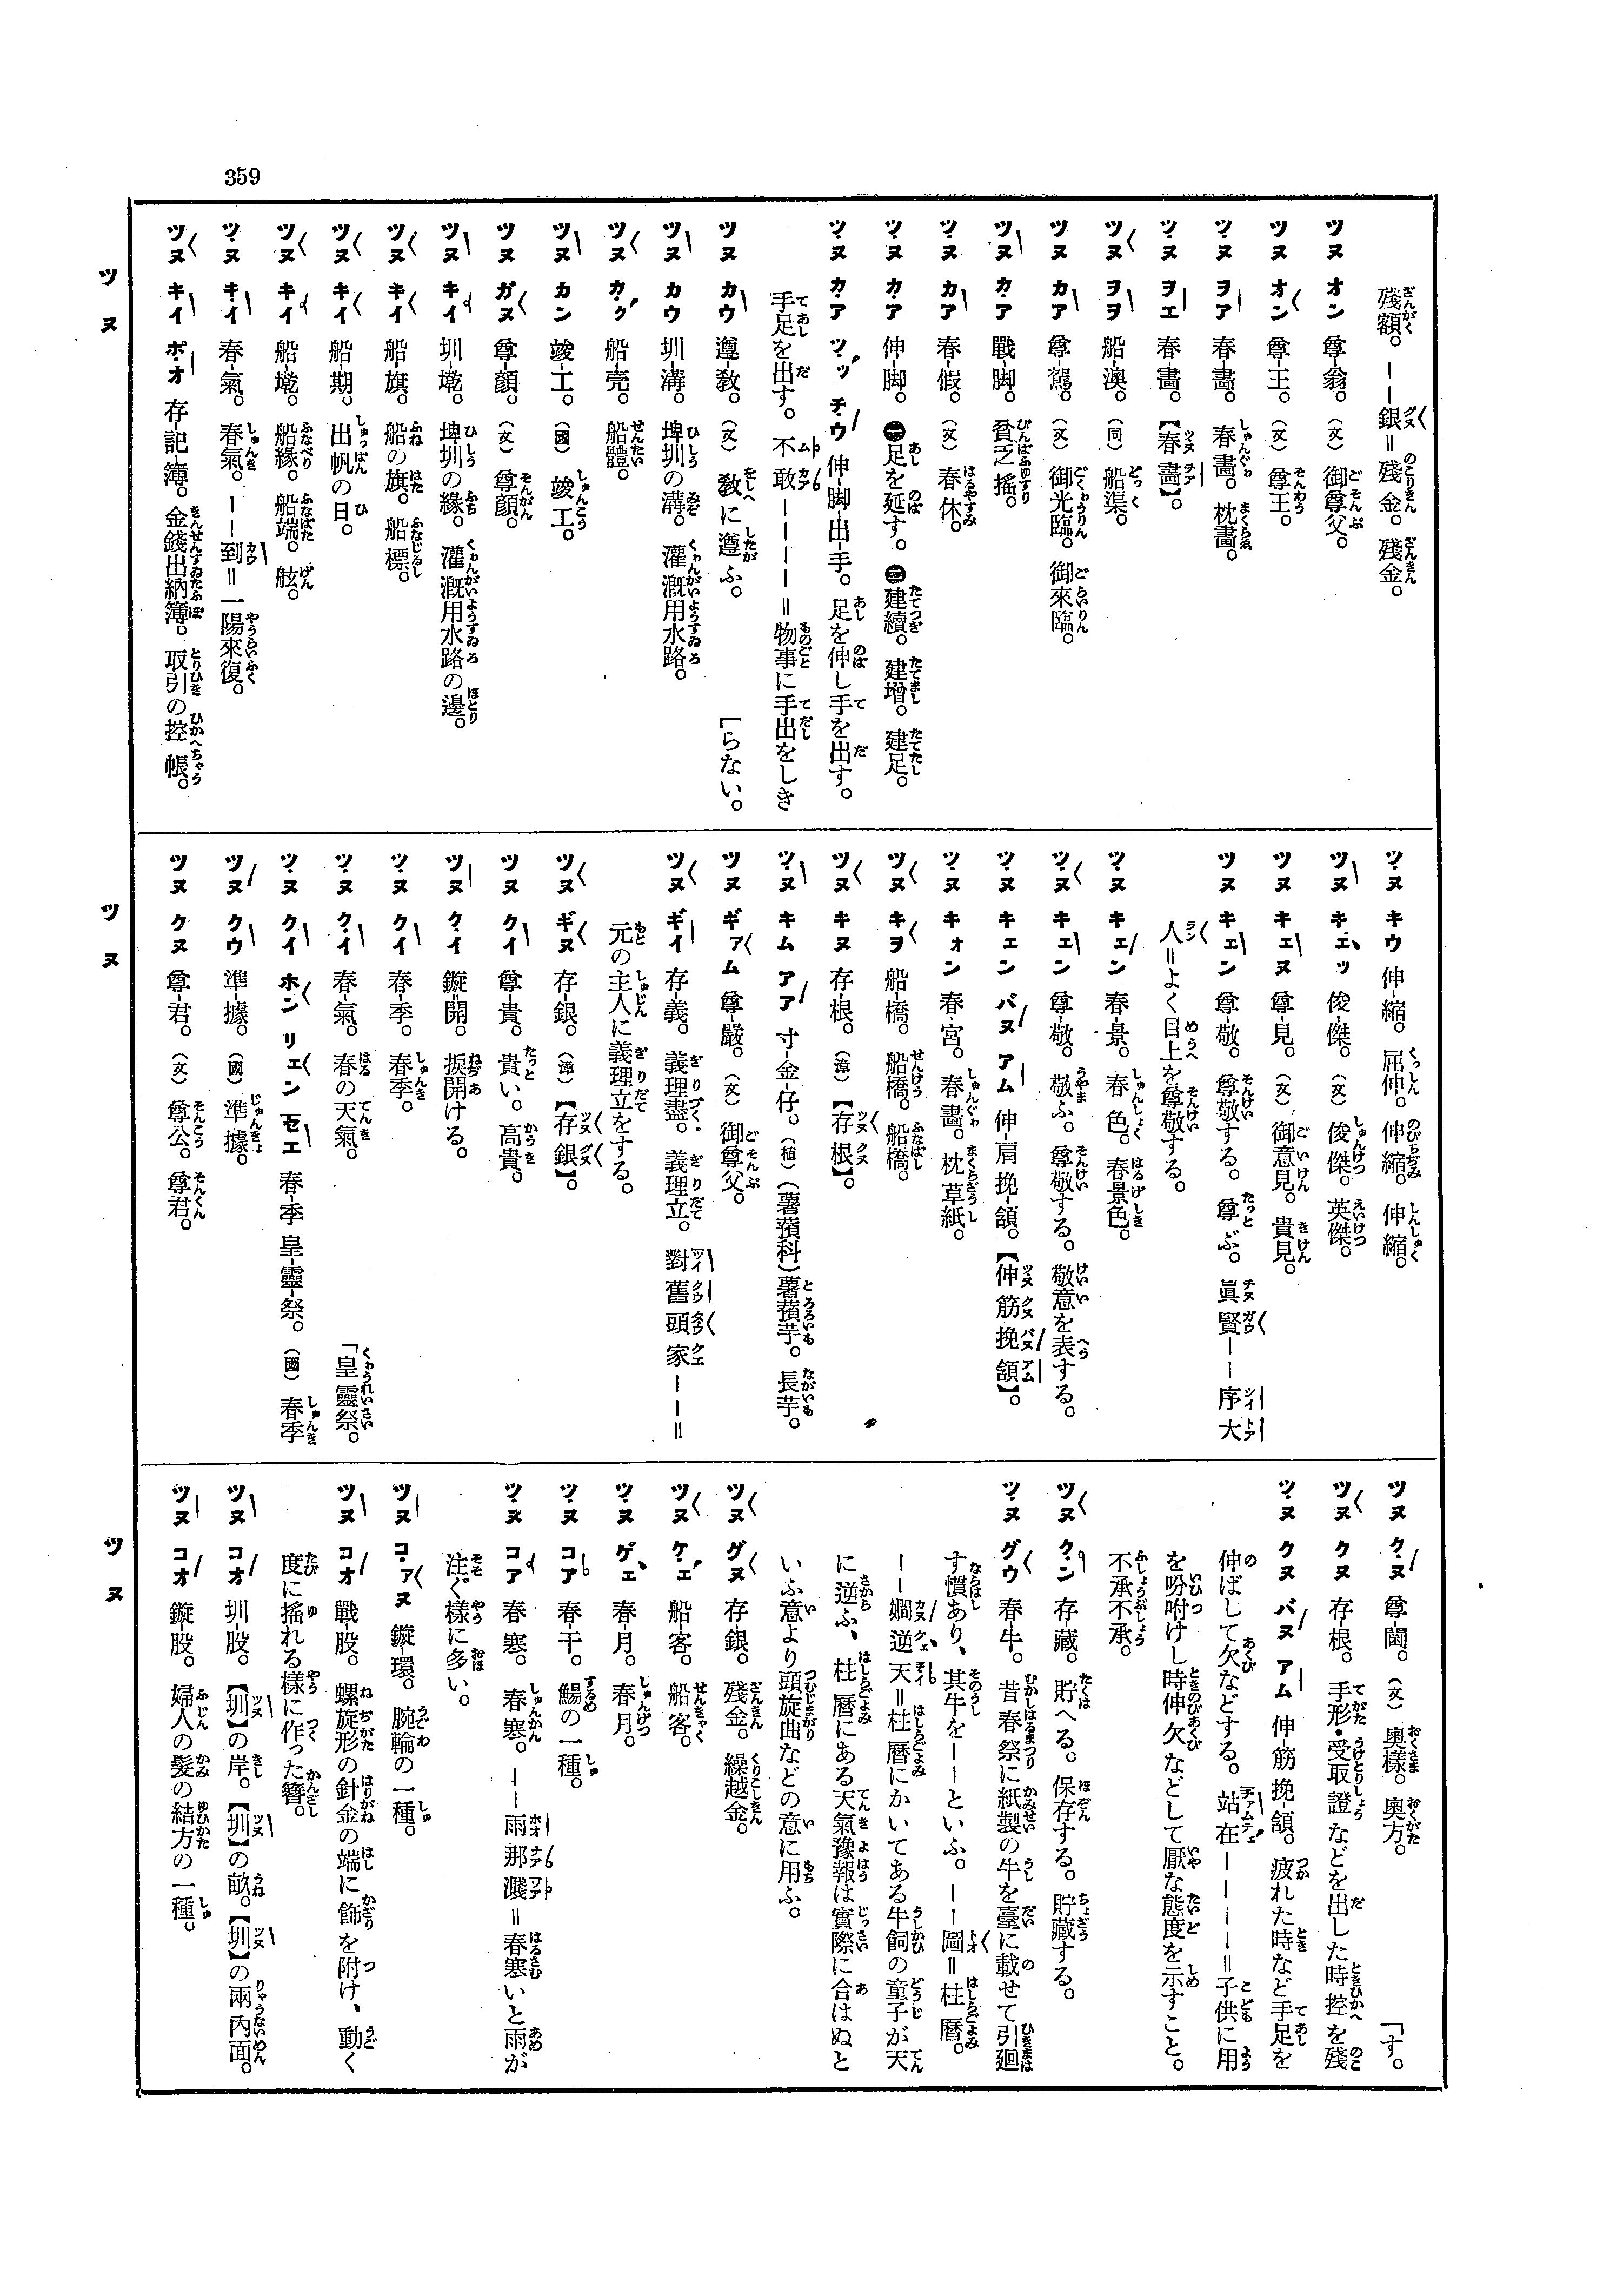 359
殘額。——銀＝殘金。殘金。
ツヌ オン 尊-翁。（文）御尊父。
ツヌ オン 尊-王。（文）尊王。
ツヌ ヲア 春-畵。春畵。枕畵。
ツヌ ヲエ 春-畵。【春畵】。
ツヌ ヲヲ 船-澳。（同）船渠。
ツヌ カア 尊-駕。（文）御光臨。御來臨。
ツヌ カア 戰-脚。貧乏搖。
ツヌ カア 春-假。（文）春休。
ツヌ カア 伸-脚。㊀足を延す。㊁建續。建增。建足。
ツヌ カア ツッ チウ 伸-脚-出-手。足を伸し手を出す。
手足を出す。不敢————＝物事に手出をしき
ツヌ カウ 遵-敎。（文）敎へに遵ふ。 「らない。
ツヌ カウ 圳-溝。埤圳の溝。灌漑用水路。
ツヌ カㇰ 船-壳。船體。
ツヌ カン 竣-工。（國）竣工。
ツヌ ガヌ 尊-顏。（文）尊顏。
ツヌ キイ 圳-墘。埤圳の緣。灌漑用水路の邊。
ツヌ キイ 船-旗。船の旗。船標。
ツヌ キイ 船-期。出帆の日。
ツヌ キイ 船-墘。船緣。船端。舷。
ツヌ キイ 春-氣。春氣。——到＝一陽來復。
ツヌ キイ ポオ 存-記-簿。金錢出納簿。取引の控帳。
ツヌ キウ 伸-縮。屈伸。伸縮。伸縮。
ツヌ キエッ 俊-傑。（文）俊傑。英傑。
ツヌ キエヌ 尊-見。（文）御意見。貴見。
ツヌ キエン 尊-敬。尊敬する。尊ぶ。眞賢——序大
人＝よく目上を尊敬する。
ツヌ キエン 春-景。春色。春景色。
ツヌ キエン 尊-敬。敬ふ。尊敬する。敬意を表する。
ツヌ キエン バヌ アム 伸-肩 挽-頷。【伸筋挽頷】。
ツヌ キオン 春-宮。春畵。枕草紙。
ツヌ キヲ 船-橋。船橋。船橋。
ツヌ キヌ 存-根。（漳）【存根】。
ツヌ キム アア 寸-金-仔。（植）（薯蕷科）薯蕷芋。長芋。
ツヌ ギアム 尊-嚴。（文）御尊父。
ツヌ ギイ 存-義。義理盡。義理立。對舊頭家——＝
元の主人に義理立をする。
ツヌ ギヌ 存-銀。（漳）【存銀】。
ツヌ クイ 尊-貴。貴い。高貴。
ツヌ クイ 鏇=開。捩開ける。
ツヌ クイ 春-季。春季。
ツヌ クイ 春-氣。春の天氣。 「皇靈祭。
ツヌ クイ ホン リエン セエ 春-季 皇-靈-祭。（國）春季
ツヌ クウ 準-據。（國）準據。
ツヌ クヌ 尊-君。（文）尊公。尊君。
ツヌ クヌ 尊-閫。（文）奧樣。奧方。 「す。
ツヌ クヌ 存-根。手形・受取證などを出した時控を殘
ツヌ クヌ バヌ アム 伸-筋 挽-頷。疲れた時など手足を
伸ばして欠などする。站在————＝子供に用
を吩咐けし時伸欠などして厭な態度を示すこと。
不承不承。
ツヌ クン 存-藏。貯へる。保存する。貯藏する。
ツヌ グウ 春-牛。昔春祭に紙製の牛を臺に載せて引廻
す慣あり、其牛を——といふ。——圖＝柱曆。
——嫺逆天＝柱曆にかいてある牛飼の童子が天
に逆ふ、柱曆にある天氣豫報は實際に合はぬと
いふ意より頭旋曲などの意に用ふ。
ツヌ グヌ 存-銀。殘金。繰越金。
ツヌ ケエ 船-客。船客。
ツヌ ゲエ 春-月。春月。
ツヌ コア 春-干。鯣の一種。
ツヌ コア 春-寒。春寒。——雨那濺＝春寒いと雨が
注ぐ樣に多い。
ツヌ コアヌ 鏇-環。腕輪の一種。
ツヌ コオ 戰-股。螺旋形の針金の端に飾を附け、動く
度に搖れる樣に作った簪。
ツヌ コオ 圳-股。【圳】の岸。【圳】の畝。【圳】の兩內面。
ツヌ コオ 鏇-股。婦人の髮の結方の一種。
ツヌ
ツヌ
ツヌ